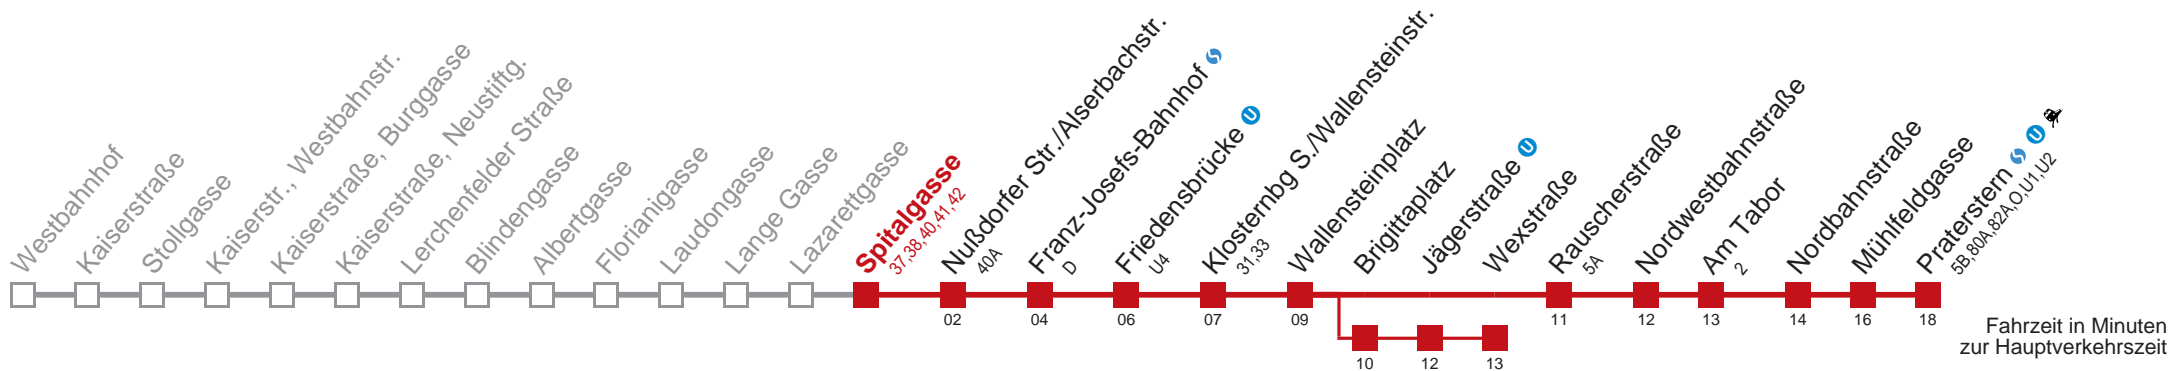 Westbahnhof
Kaiserstraße
Stollgasse
Kaiserstr., Westbahnstr.
Kaiserstraße, Burggasse
Kaiserstraße, Neustiftg.
Lerchenfelder Straße
Blindengasse
Albertgasse
Florianigasse
Laudongasse
Lange Gasse
Lazarettgasse
Spitalgasse
37,38,40,41,42
Nußdorfer Str./Alserbachstr.
40A
Franz-Josefs-Bahnhof
D
Friedensbrücke U
U4
Klosternbg S./Wallensteinstr.
31,33
Wallensteinplatz
Brigittaplatz
Jägerstraße U
Wexstraße
Rauscherstraße
5A
Nordwestbahnstraße
Am Tabor
2
Nordbahnstraße
Mühlfeldgasse
Praterstern U
5B,80A,82A,O,U1,U2
02 04 06 07 09 11 12 13 14 16 18
10 12 13
Fahrzeit in Minuten
zur Hauptverkehrszeit